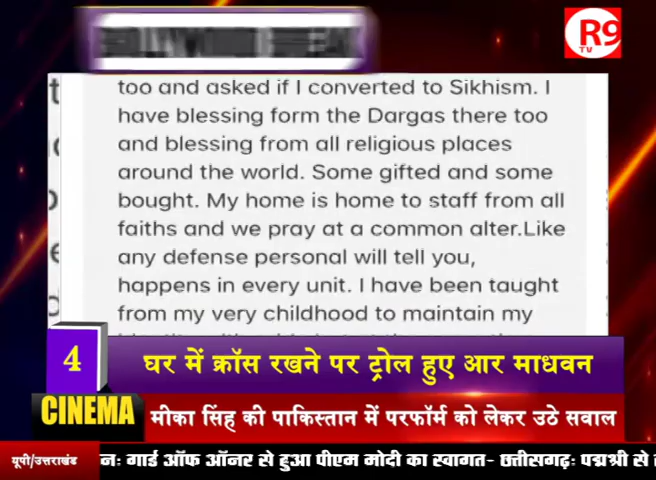 R9
TV
too and asked if I converted to Sikhism. I
have blessing form the Dargas there too
and blessing from all religious places
around the world. Some gifted and some
bought. My home is home to staff from all
faiths and we pray at a common alter.Like
any defense personal will tell you,
happens in every unit. I have been taught
from my very childhood to maintain my
4
घर में क्रॉस रखने पर ट्रोल हुए आर माधवन
CINEMA
मीका सिंह की पाकिस्तान में परफॉर्म को लेकर उठे सवाल
यूपी/उत्तराखंड
नः गार्ड ऑफ ऑनर से हुआ पीएम मोदी का स्वागत- छत्तीसगढ़ः पद्मश्री से